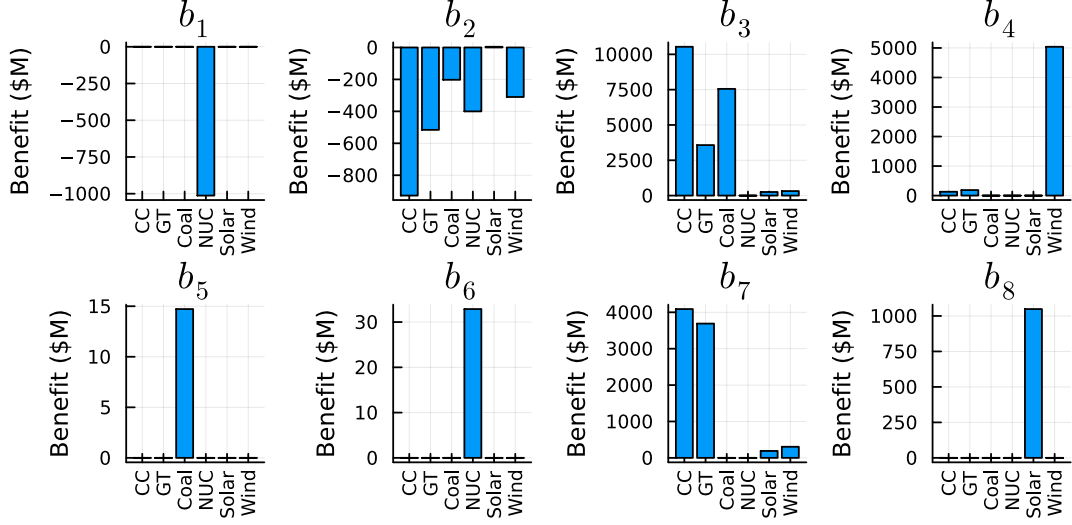 b1
Benefit ($M)
0
−250
−500
−750
−1000
CC
GT
Coal
NUC
Solar
Wind
b2
Benefit ($M)
0
−200
−400
−600
−800
CC
GT
Coal
NUC
Solar
Wind
b3
Benefit ($M)
10000
7500
5000
2500
0
CC
GT
Coal
NUC
Solar
Wind
b4
Benefit ($M)
5000
4000
3000
2000
1000
0
CC
GT
Coal
NUC
Solar
Wind
b5
Benefit ($M)
15
10
5
0
CC
GT
Coal
NUC
Solar
Wind
b6
Benefit ($M)
30
20
10
0
CC
GT
Coal
NUC
Solar
Wind
b7
Benefit ($M)
4000
3000
2000
1000
0
CC
GT
Coal
NUC
Solar
Wind
b8
Benefit ($M)
1000
750
500
250
0
CC
GT
Coal
NUC
Solar
Wind